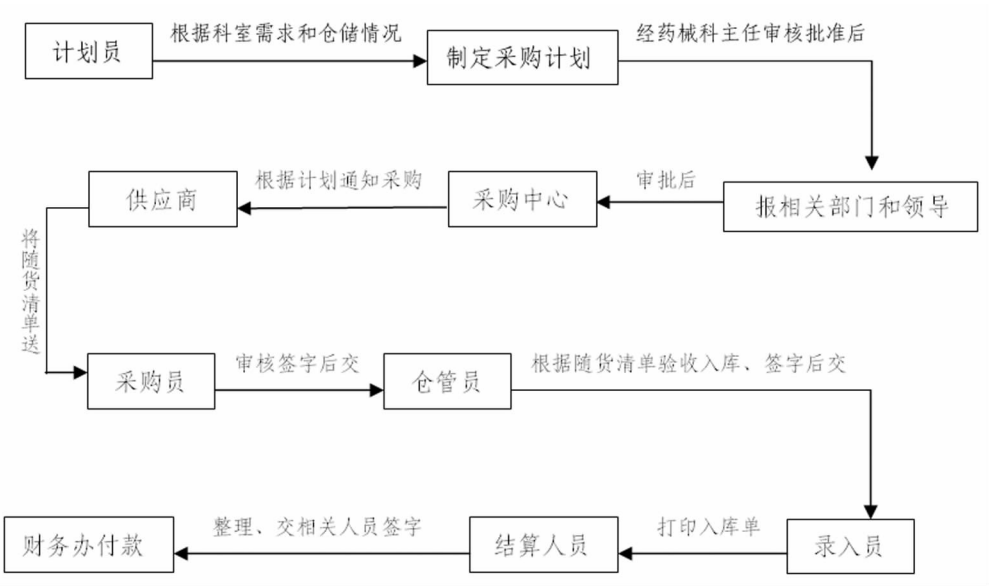 计划员
根据科室需求和仓储情况
制定采购计划
经药械科主任审核批准后
报相关部门和领导
审批后
采购中心
根据计划通知采购
供应商
将随货清单送
采购员
审核签字后交
仓管员
根据随货清单验收入库、签字后交
录入员
打印入库单
结算人员
整理、交相关人员签字
财务办付款